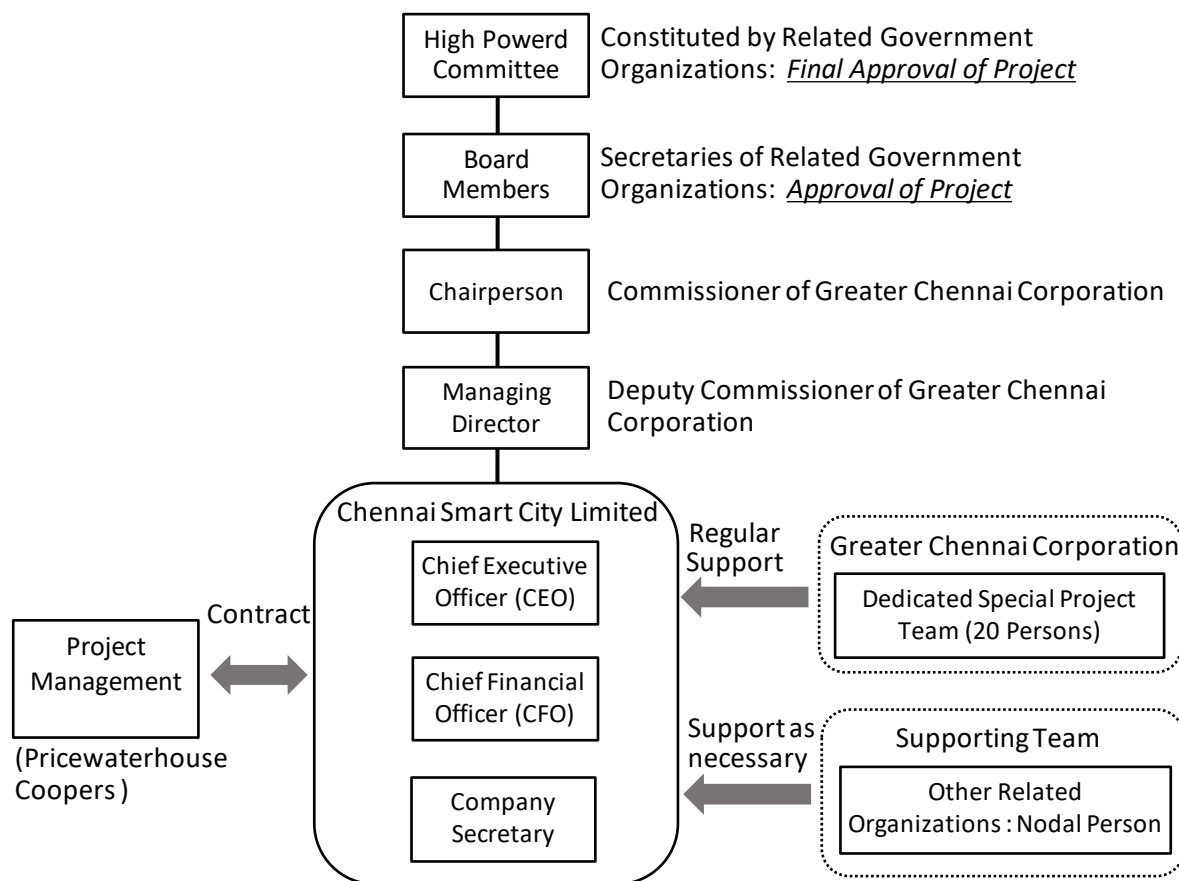 High Powerd
Committee
Constituted by Related Government
Organizations: Final Approval of Project
Board
Members
Secretaries of Related Government
Organizations: Approval of Project
Chairperson
Commissioner of Greater Chennai Corporation
Managing
Director
Deputy Commissioner of Greater Chennai
Corporation
Chennai Smart City Limited
Chief Executive
Officer (CEO)
Chief Financial
Officer (CFO)
Company
Secretary
Contract
Project
Management
(Pricewaterhouse
Coopers )
Regular
Support
Greater Chennai Corporation
Dedicated Special Project
Team (20 Persons)
Support as
necessary
Supporting Team
Other Related
Organizations : Nodal Person